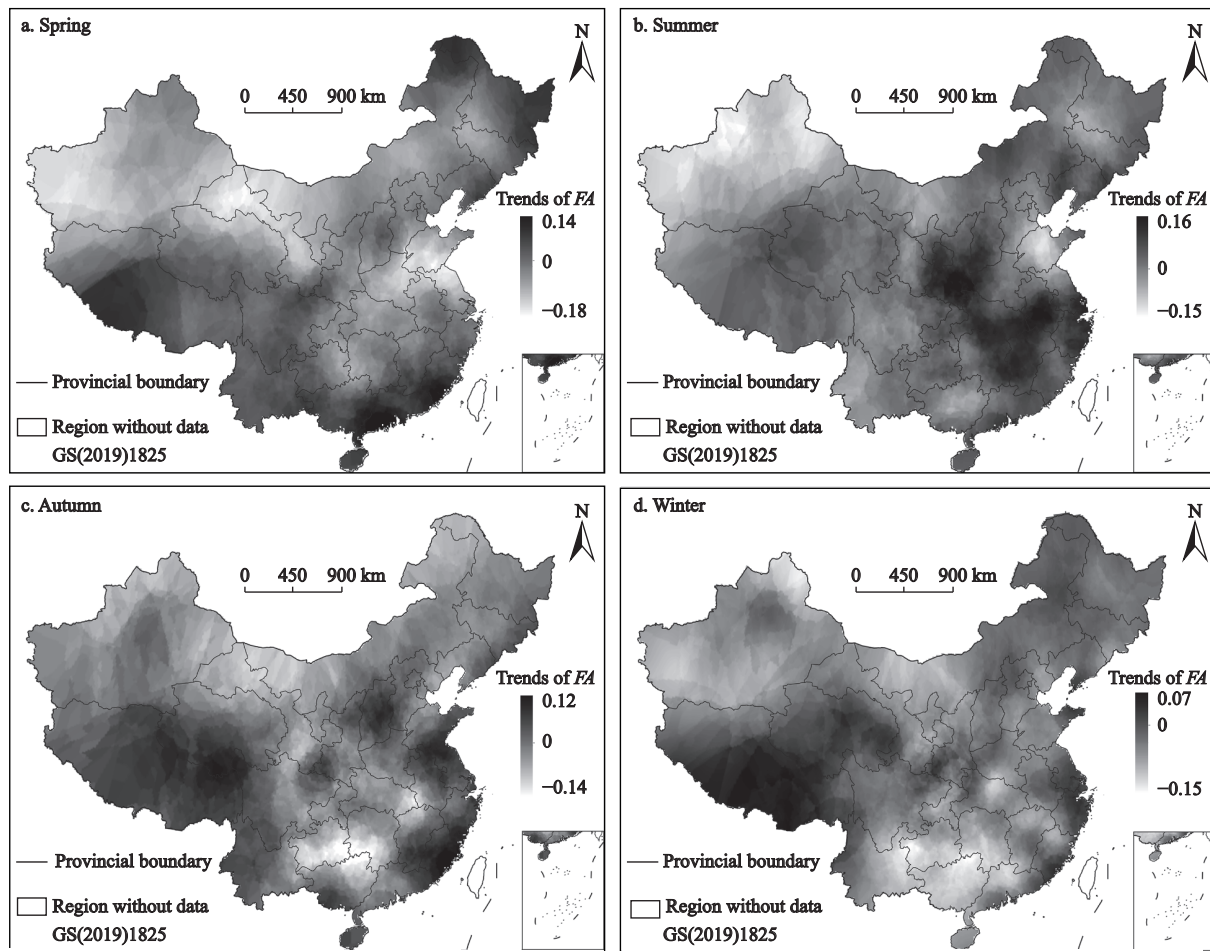 a. Spring
N
0 450 900 km
Trends of FA
0.14
0
−0.18
Provincial boundary
Region without data
GS(2019)1825
b. Summer
N
0 450 900 km
Trends of FA
0.16
0
−0.15
Provincial boundary
Region without data
GS(2019)1825
c. Autumn
N
0 450 900 km
Trends of FA
0.12
0
−0.14
Provincial boundary
Region without data
GS(2019)1825
d. Winter
N
0 450 900 km
Trends of FA
0.07
0
−0.15
Provincial boundary
Region without data
GS(2019)1825